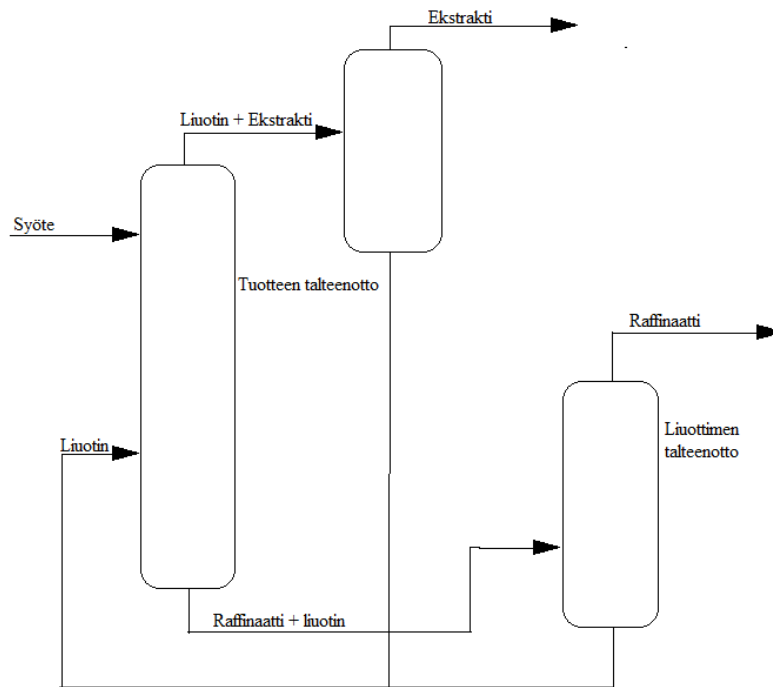 Ekstrakti
Liuotin + Ekstrakti
Syöte
Tuotteen talteenotto
Raffinaatti
Liuotin
Liuottimen
talteenotto
Raffinaatti + liuotin